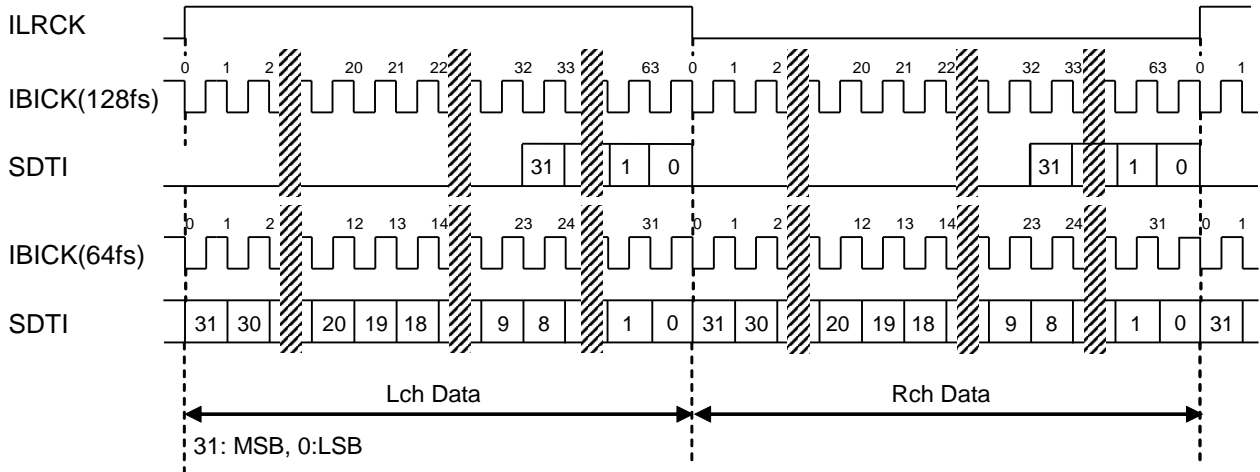 ILRCK
0 1 2 20 21 22 32 33 63 0 1 2 20 21 22 32 33 63 0 1
IBICK(128fs)
SDTI 31 1 0 31 1 0
0 1 2 12 13 14 23 24 31 0 1 2 12 13 14 23 24 31 0 1
IBICK(64fs)
SDTI 31 30 20 19 18 9 8 1 0 31 30 20 19 18 9 8 1 0 31
Lch Data Rch Data
31: MSB, 0:LSB